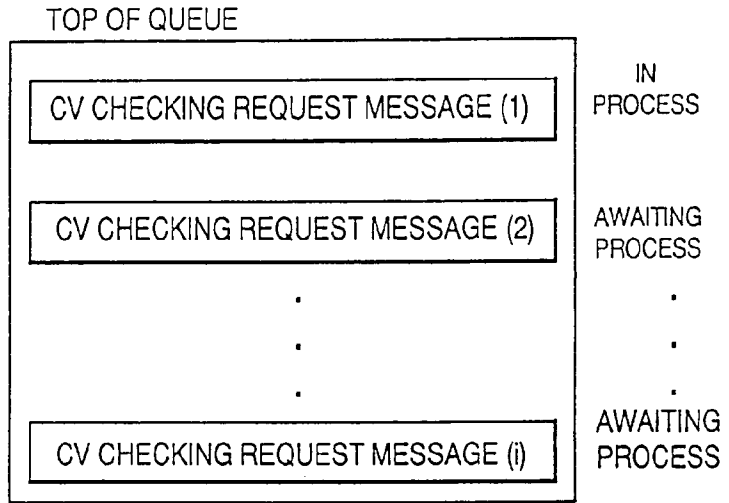 TOP OF QUEUE
CV CHECKING REQUEST MESSAGE (1)
IN
PROCESS
CV CHECKING REQUEST MESSAGE (2)
AWAITING
PROCESS
CV CHECKING REQUEST MESSAGE (i)
AWAITING
PROCESS